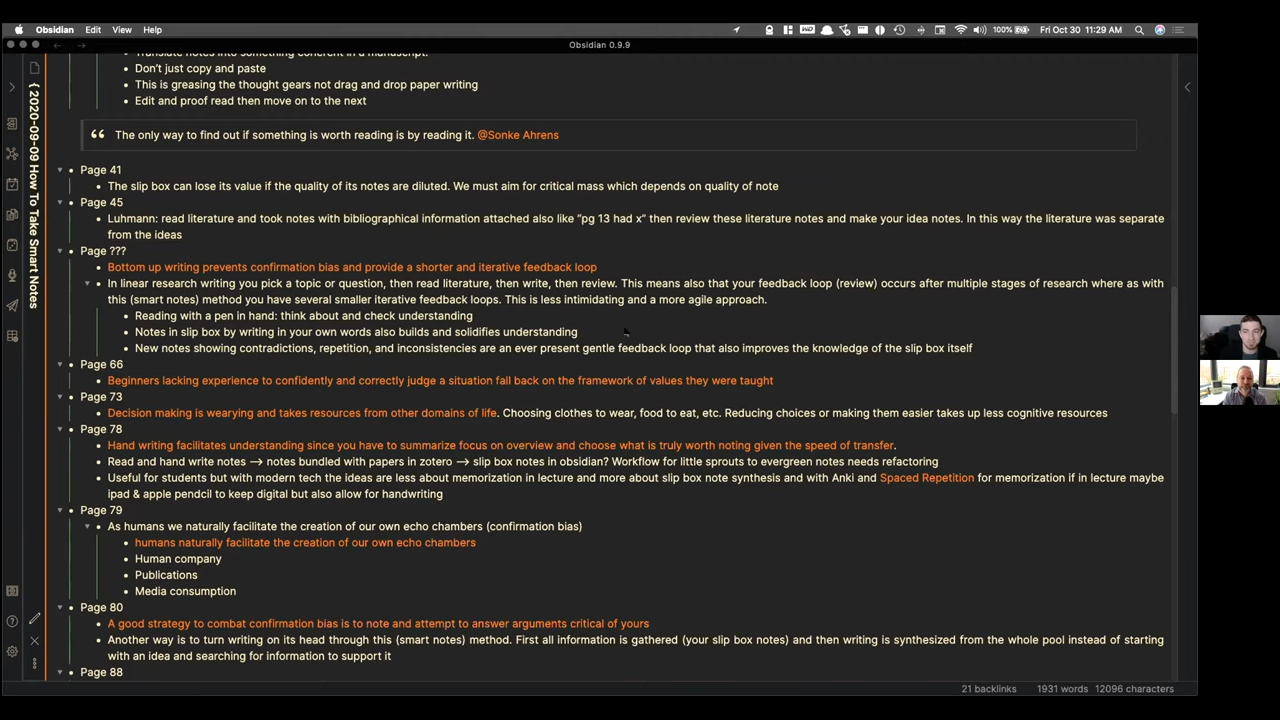 Obsidian Edit View Help
100% Fri Oct 30 11:29 AM
Obsidian 0.9.9
{ 2020-09-09 How To Take Smart Notes
Translate notes into something coherent in a manuscript.
Don't just copy and paste
This is greasing the thought gears not drag and drop paper writing
Edit and proof read then move on to the next
The only way to find out if something is worth reading is by reading it. @Sonke Ahrens
Page 41
The slip box can lose its value if the quality of its notes are diluted. We must aim for critical mass which depends on quality of note
Page 45
Luhmann: read literature and took notes with bibliographical information attached also like "pg 13 had x" then review these literature notes and make your idea notes. In this way the literature was separate
from the ideas
Page ???
Bottom up writing prevents confirmation bias and provide a shorter and iterative feedback loop
In linear research writing you pick a topic or question, then read literature, then write, then review. This means also that your feedback loop (review) occurs after multiple stages of research where as with
this (smart notes) method you have several smaller iterative feedback loops. This is less intimidating and a more agile approach.
Reading with a pen in hand: think about and check understanding
Notes in slip box by writing in your own words also builds and solidifies understanding
New notes showing contradictions, repetition, and inconsistencies are an ever present gentle feedback loop that also improves the knowledge of the slip box itself
Page 66
Beginners lacking experience to confidently and correctly judge a situation fall back on the framework of values they were taught
Page 73
Decision making is wearying and takes resources from other domains of life. Choosing clothes to wear, food to eat, etc. Reducing choices or making them easier takes up less cognitive resources
Page 78
Hand writing facilitates understanding since you have to summarize focus on overview and choose what is truly worth noting given the speed of transfer.
Read and hand write notes —> notes bundled with papers in zotero —> slip box notes in obsidian? Workflow for little sprouts to evergreen notes needs refactoring
Useful for students but with modern tech the ideas are less about memorization in lecture and more about slip box note synthesis and with Anki and Spaced Repetition for memorization if in lecture maybe
ipad & apple pendcil to keep digital but also allow for handwriting
Page 79
As humans we naturally facilitate the creation of our own echo chambers (confirmation bias)
humans naturally facilitate the creation of our own echo chambers
Human company
Publications
Media consumption
Page 80
A good strategy to combat confirmation bias is to note and attempt to answer arguments critical of yours
Another way is to turn writing on its head through this (smart notes) method. First all information is gathered (your slip box notes) and then writing is synthesized from the whole pool instead of starting
with an idea and searching for information to support it
Page 88
21 backlinks 1931 words 12096 characters